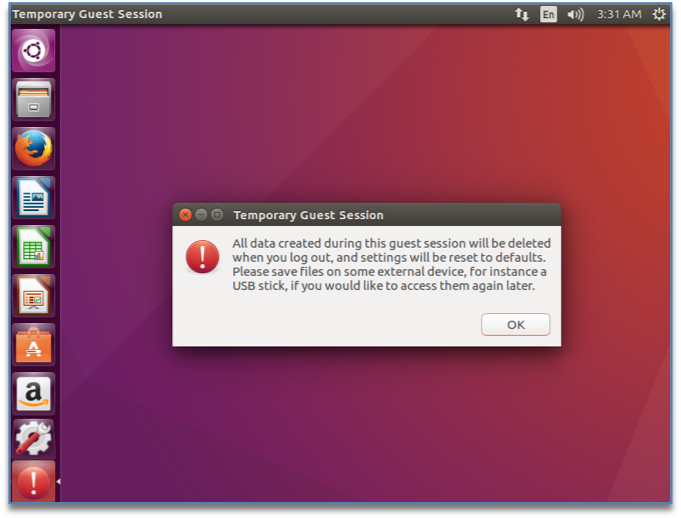 Temporary Guest Session
En
3:31 AM
Temporary Guest Session
All data created during this guest session will be deleted
when you log out, and settings will be reset to defaults.
Please save files on some external device, for instance a
USB stick, if you would like to access them again later.
OK
a